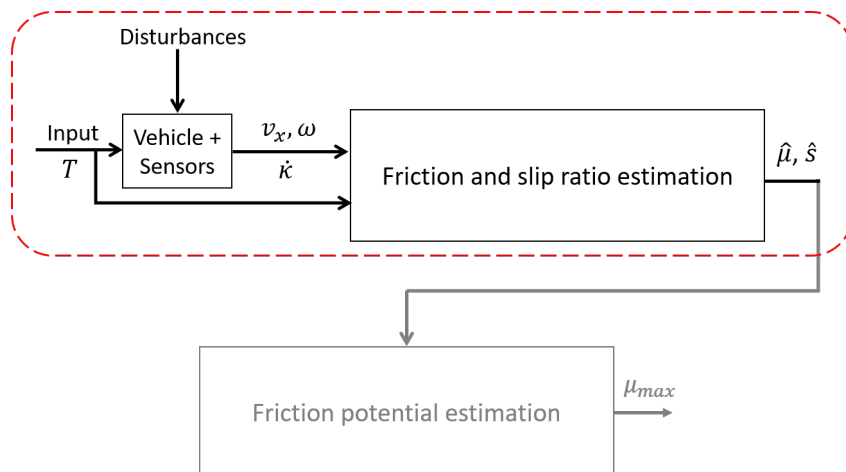 Disturbances
Input
T
Vehicle +
Sensors
v_x, ω
κ̇
Friction and slip ratio estimation
μ̂, ŝ
Friction potential estimation
μ_max